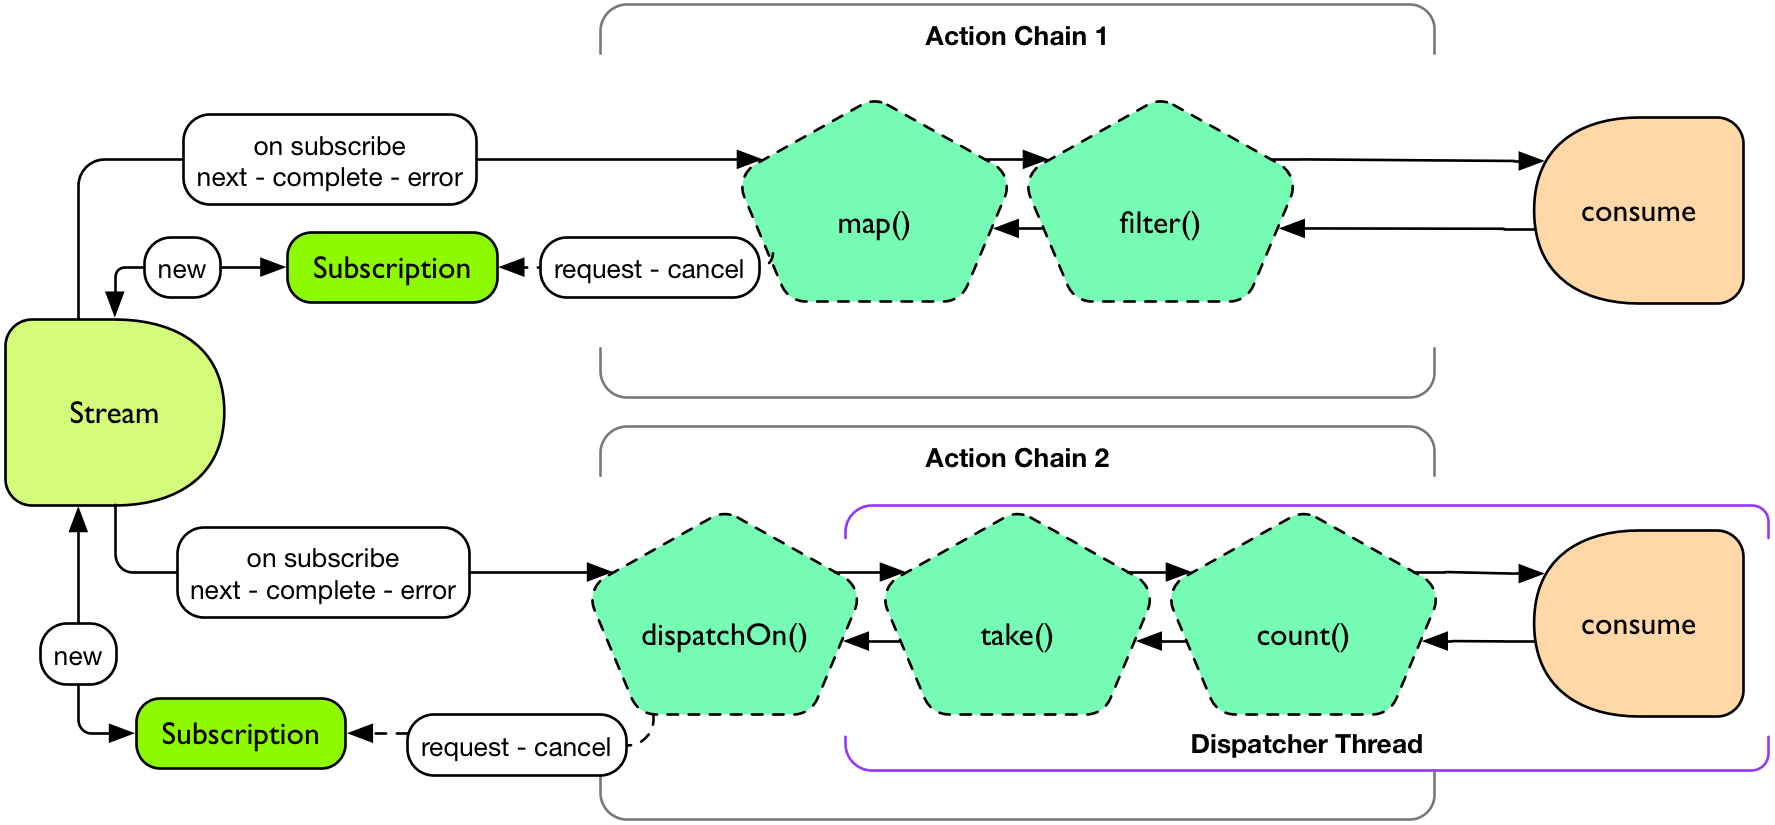 Action Chain 1
on subscribe
next - complete - error
map()
filter()
consume
new
Subscription
request - cancel
Stream
Action Chain 2
on subscribe
next - complete - error
dispatchOn()
take()
count()
consume
new
Subscription
request - cancel
Dispatcher Thread